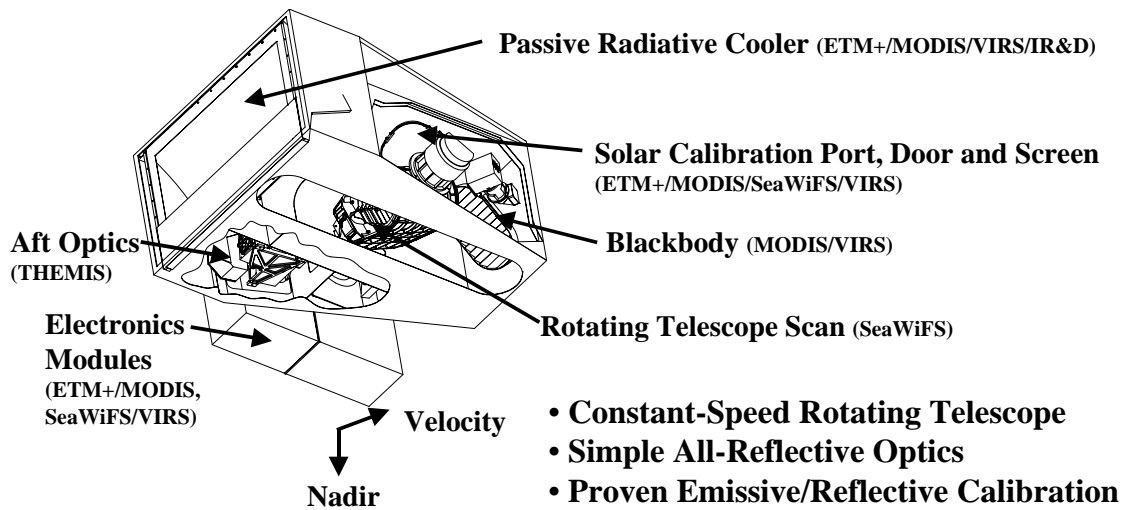 Passive Radiative Cooler (ETM+/MODIS/VIRS/IR&D)
Solar Calibration Port, Door and Screen
(ETM+/MODIS/SeaWiFS/VIRS)
Blackbody (MODIS/VIRS)
Aft Optics
(THEMIS)
Rotating Telescope Scan (SeaWiFS)
Electronics
Modules
(ETM+/MODIS,
SeaWiFS/VIRS)
Velocity
Nadir
• Constant-Speed Rotating Telescope
• Simple All-Reflective Optics
• Proven Emissive/Reflective Calibration